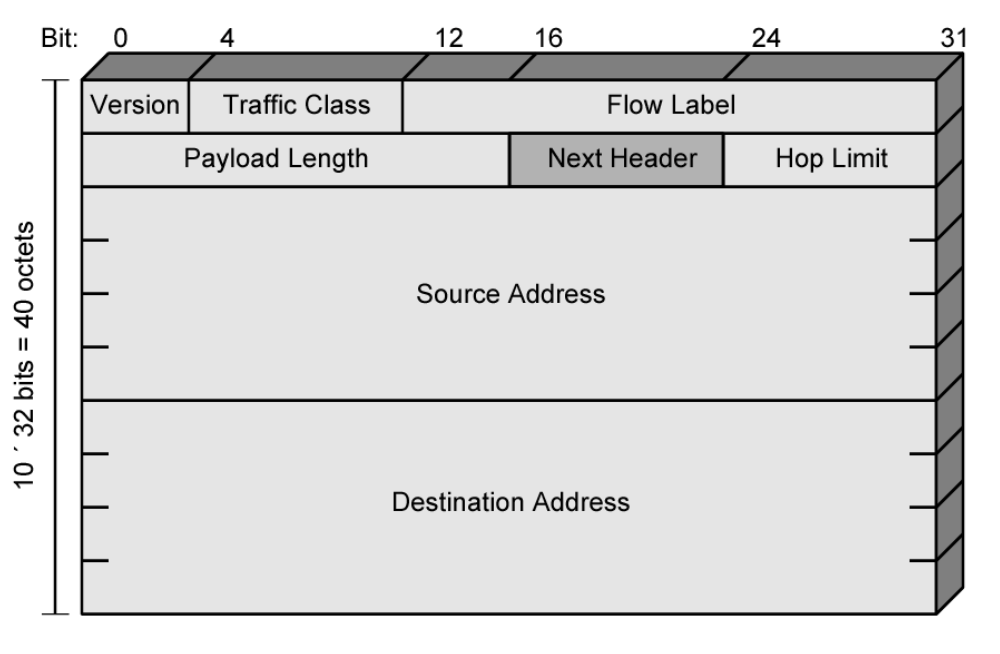 Bit: 0 4 12 16 24 31
Version Traffic Class Flow Label
Payload Length Next Header Hop Limit
Source Address
Destination Address
10 ´ 32 bits = 40 octets